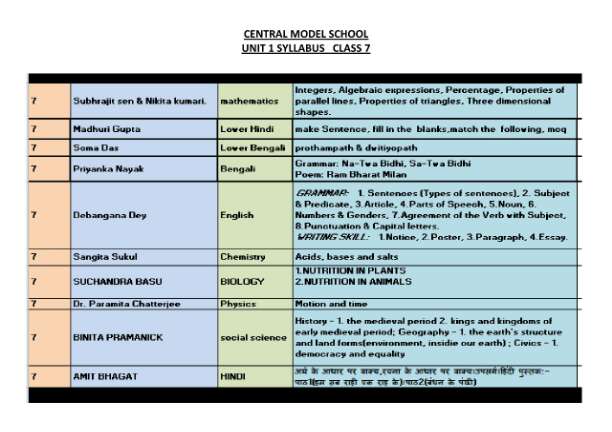 CENTRAL MODEL SCHOOL
UNIT 1 SYLLABUS CLASS 7
7 Subhrajit sen & Nikita kumari. mathematics Integers, Algebraic expressions, Percentage, Properties of
parallel lines, Properties of triangles, Three dimensional
shapes.
7 Madhuri Gupta Lower Hindi make Sentence, fill in the blanks,match the following, mcq
7 Soma Das Lower Bengali prothampath & dwitiyopath
7 Priyanka Nayak Bengali Grammar: Na-Twa Bidhi, Sa-Twa Bidhi
Poem: Ram Bharat Milan
7 Debangana Dey English GRAMMAR: 1. Sentences (Types of sentences), 2. Subject
& Predicate, 3.Article, 4.Parts of Speech, 5.Noun, 6.
Numbers & Genders, 7.Agreement of the Verb with Subject,
8.Punctuation & Capital letters.
WRITING SKILL: 1.Notice, 2.Poster, 3.Paragraph, 4.Essay.
7 Sangita Sukul Chemistry Acids, bases and salts
7 SUCHANDRA BASU BIOLOGY 1.NUTRITION IN PLANTS
2.NUTRITION IN ANIMALS
7 Dr. Paramita Chatterjee Physics Motion and time
7 BINITA PRAMANICK social science History - 1. the medieval period 2. kings and kingdoms of
early medieval period; Geography - 1. the earth's structure
and land forms(environment, insidie our earth) ; Civics - 1.
democracy and equality
7 AMIT BHAGAT HINDI अर्थ के आधार पर वाक्य,रचना के आधार पर वाक्य।उपसर्ग।हिंदी पुस्तक:-
पाठ1(हम सब राही एक राह के)।पाठ2(बंधन के पंछी)